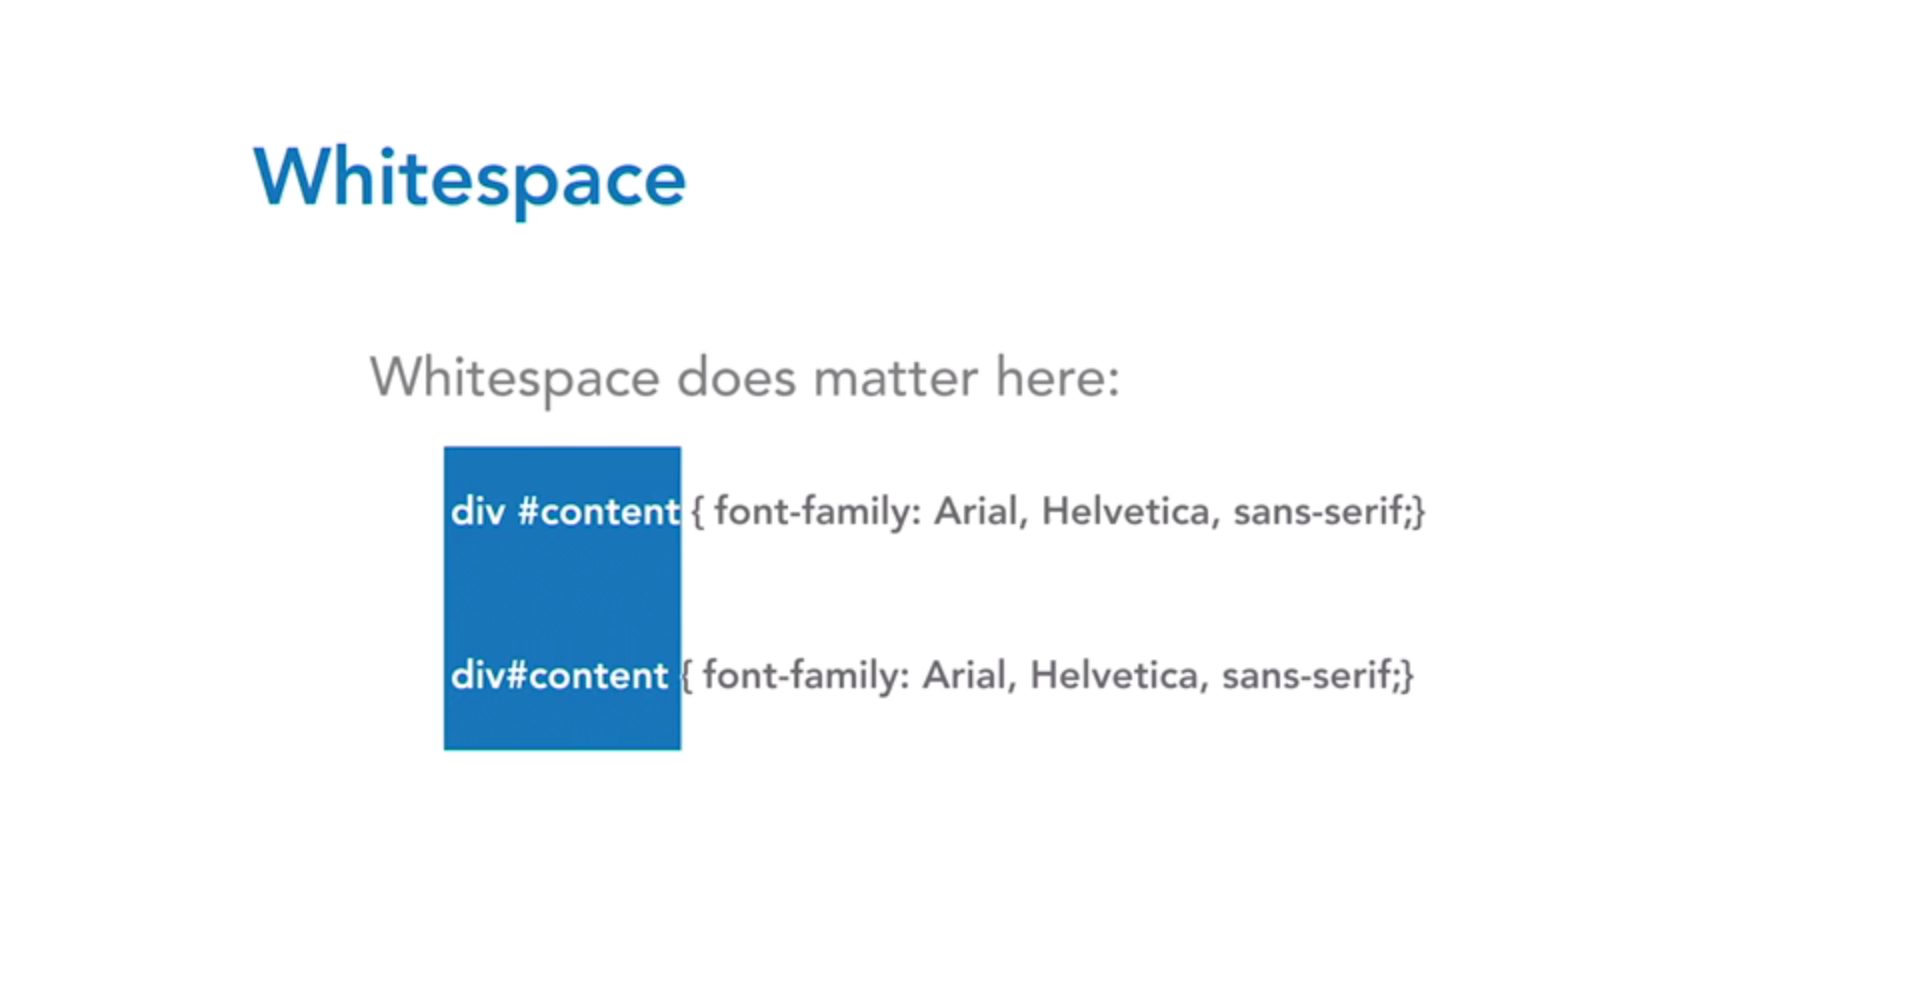 Whitespace
Whitespace does matter here:
div #content { font-family: Arial, Helvetica, sans-serif;}
div#content { font-family: Arial, Helvetica, sans-serif;}